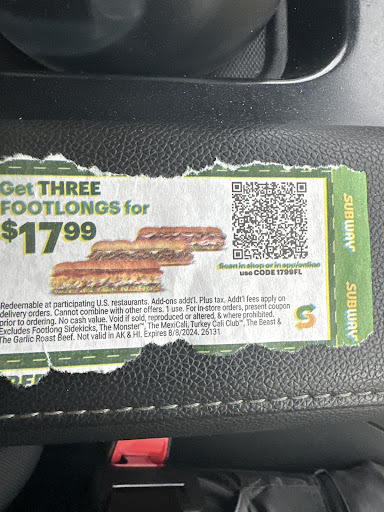 Get THREE
FOOTLONGS for
$17⁹⁹
Scan in shop or in app/online
use CODE 1799FL
Redeemable at participating U.S. restaurants. Add-ons addt'l. Plus tax. Addt'l fees apply on
delivery orders. Cannot combine with other offers. 1 use. For in-store orders, present coupon
prior to ordering. No cash value. Void if sold, reproduced or altered, & where prohibited.
Excludes Footlong Sidekicks, The Monster™, The MexiCali, Turkey Cali Club™, The Beast &
The Garlic Roast Beef. Not valid in AK & HI. Expires 8/8/2024. 26131
SUBWAY
SUBWAY